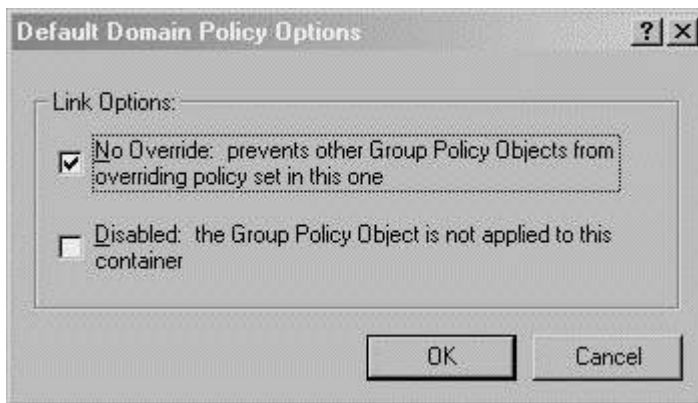 Default Domain Policy Options
Link Options:
No Override: prevents other Group Policy Objects from
overriding policy set in this one
Disabled: the Group Policy Object is not applied to this
container
OK
Cancel